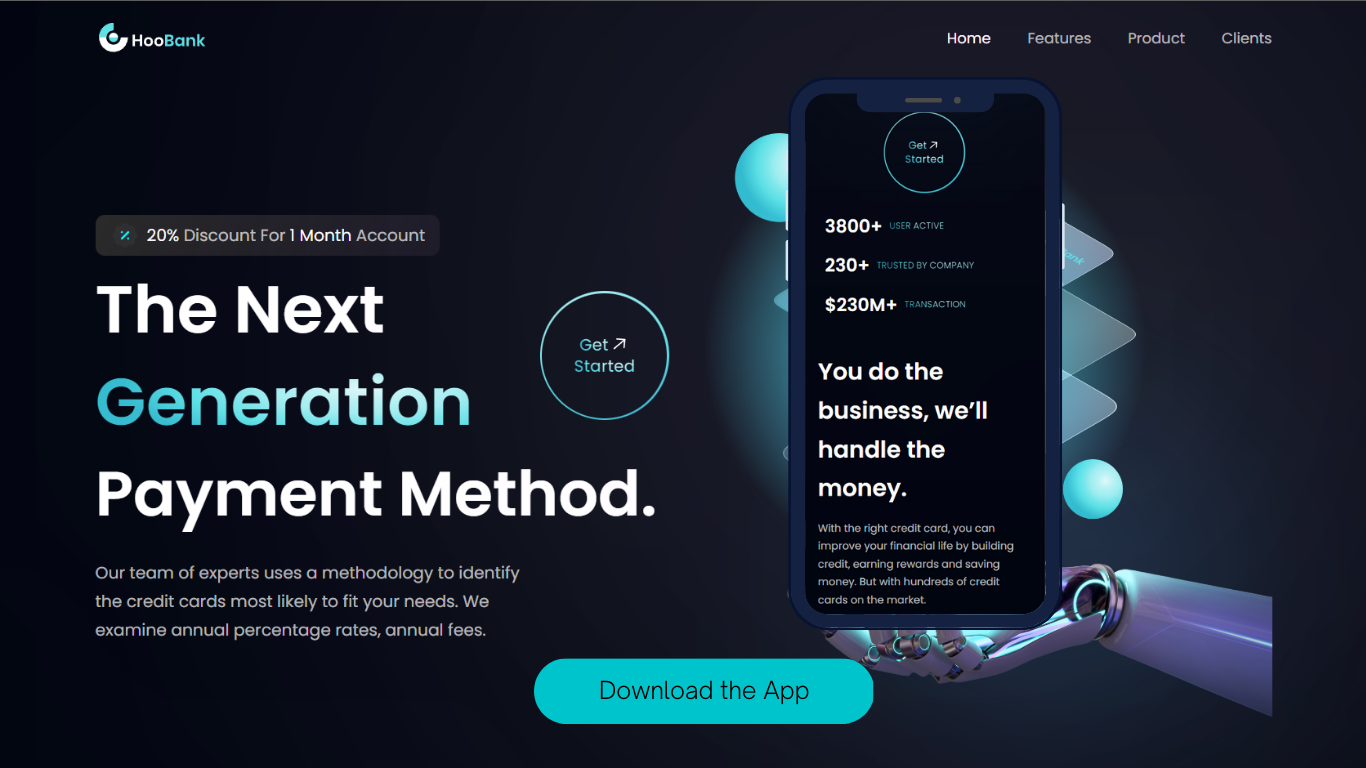 HooBank
Home Features Product Clients
20% Discount For 1 Month Account
The Next
Generation
Payment Method.
Get
Started
Our team of experts uses a methodology to identify
the credit cards most likely to fit your needs. We
examine annual percentage rates, annual fees.
Get
Started
3800+ USER ACTIVE
230+ TRUSTED BY COMPANY
$230M+ TRANSACTION
You do the
business, we’ll
handle the
money.
With the right credit card, you can
improve your financial life by building
credit, earning rewards and saving
money. But with hundreds of credit
cards on the market.
Download the App